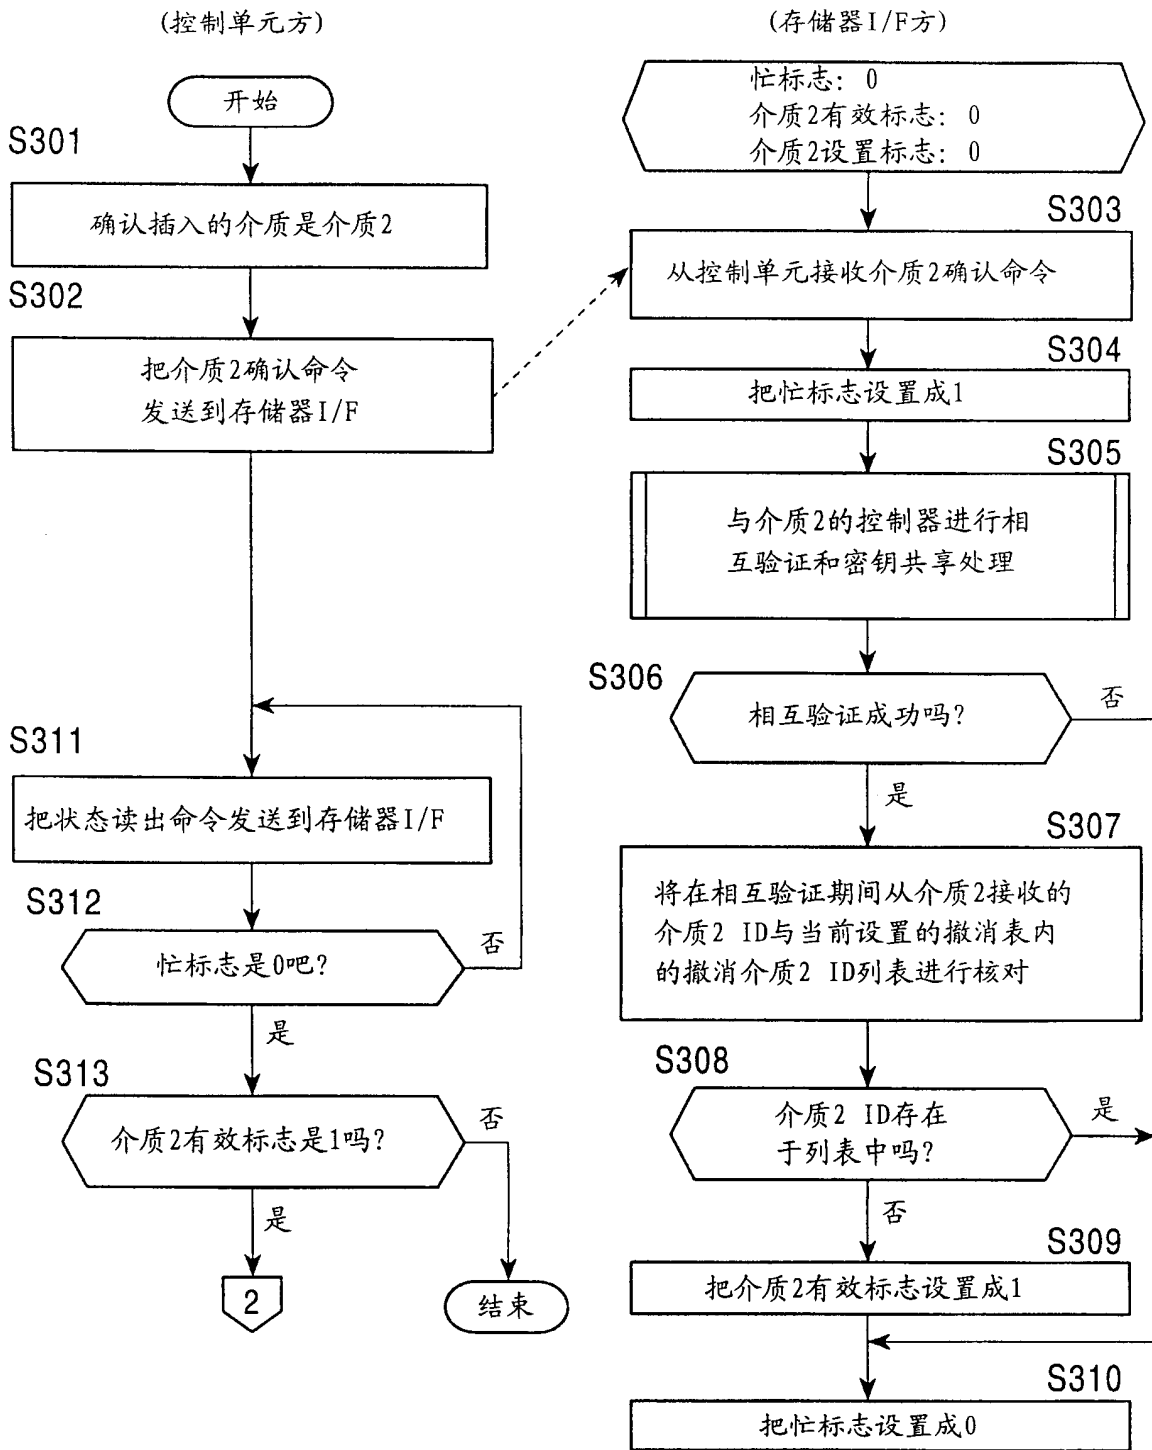 (控制单元方)
开始
S301
确认插入的介质是介质2
S302
把介质2确认命令
发送到存储器I/F
S311
把状态读出命令发送到存储器I/F
S312
忙标志是0吧?
否
是
S313
介质2有效标志是1吗?
否
是
2
结束
(存储器I/F方)
忙标志: 0
介质2有效标志: 0
介质2设置标志: 0
S303
从控制单元接收介质2确认命令
S304
把忙标志设置成1
S305
与介质2的控制器进行相
互验证和密钥共享处理
S306
相互验证成功吗?
否
是
S307
将在相互验证期间从介质2接收的
介质2 ID与当前设置的撤消表内
的撤消介质2 ID列表进行核对
S308
介质2 ID存在
于列表中吗?
是
否
S309
把介质2有效标志设置成1
S310
把忙标志设置成0